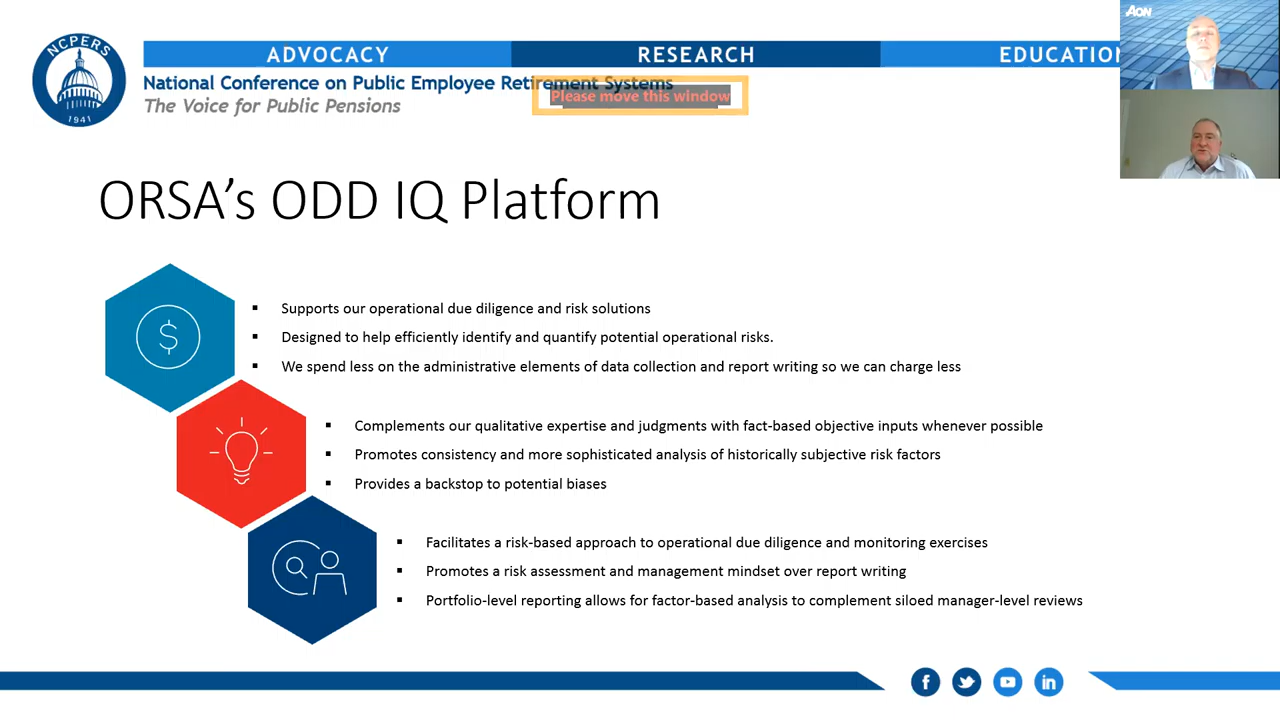 NCPERS
1941
ADVOCACY
RESEARCH
EDUCATION
National Conference on Public Employee Retirement Systems
Please move this window
The Voice for Public Pensions
AON
ORSA's ODD IQ Platform
$
▪ Supports our operational due diligence and risk solutions
▪ Designed to help efficiently identify and quantify potential operational risks.
▪ We spend less on the administrative elements of data collection and report writing so we can charge less
▪ Complements our qualitative expertise and judgments with fact-based objective inputs whenever possible
▪ Promotes consistency and more sophisticated analysis of historically subjective risk factors
▪ Provides a backstop to potential biases
▪ Facilitates a risk-based approach to operational due diligence and monitoring exercises
▪ Promotes a risk assessment and management mindset over report writing
▪ Portfolio-level reporting allows for factor-based analysis to complement siloed manager-level reviews
f
in